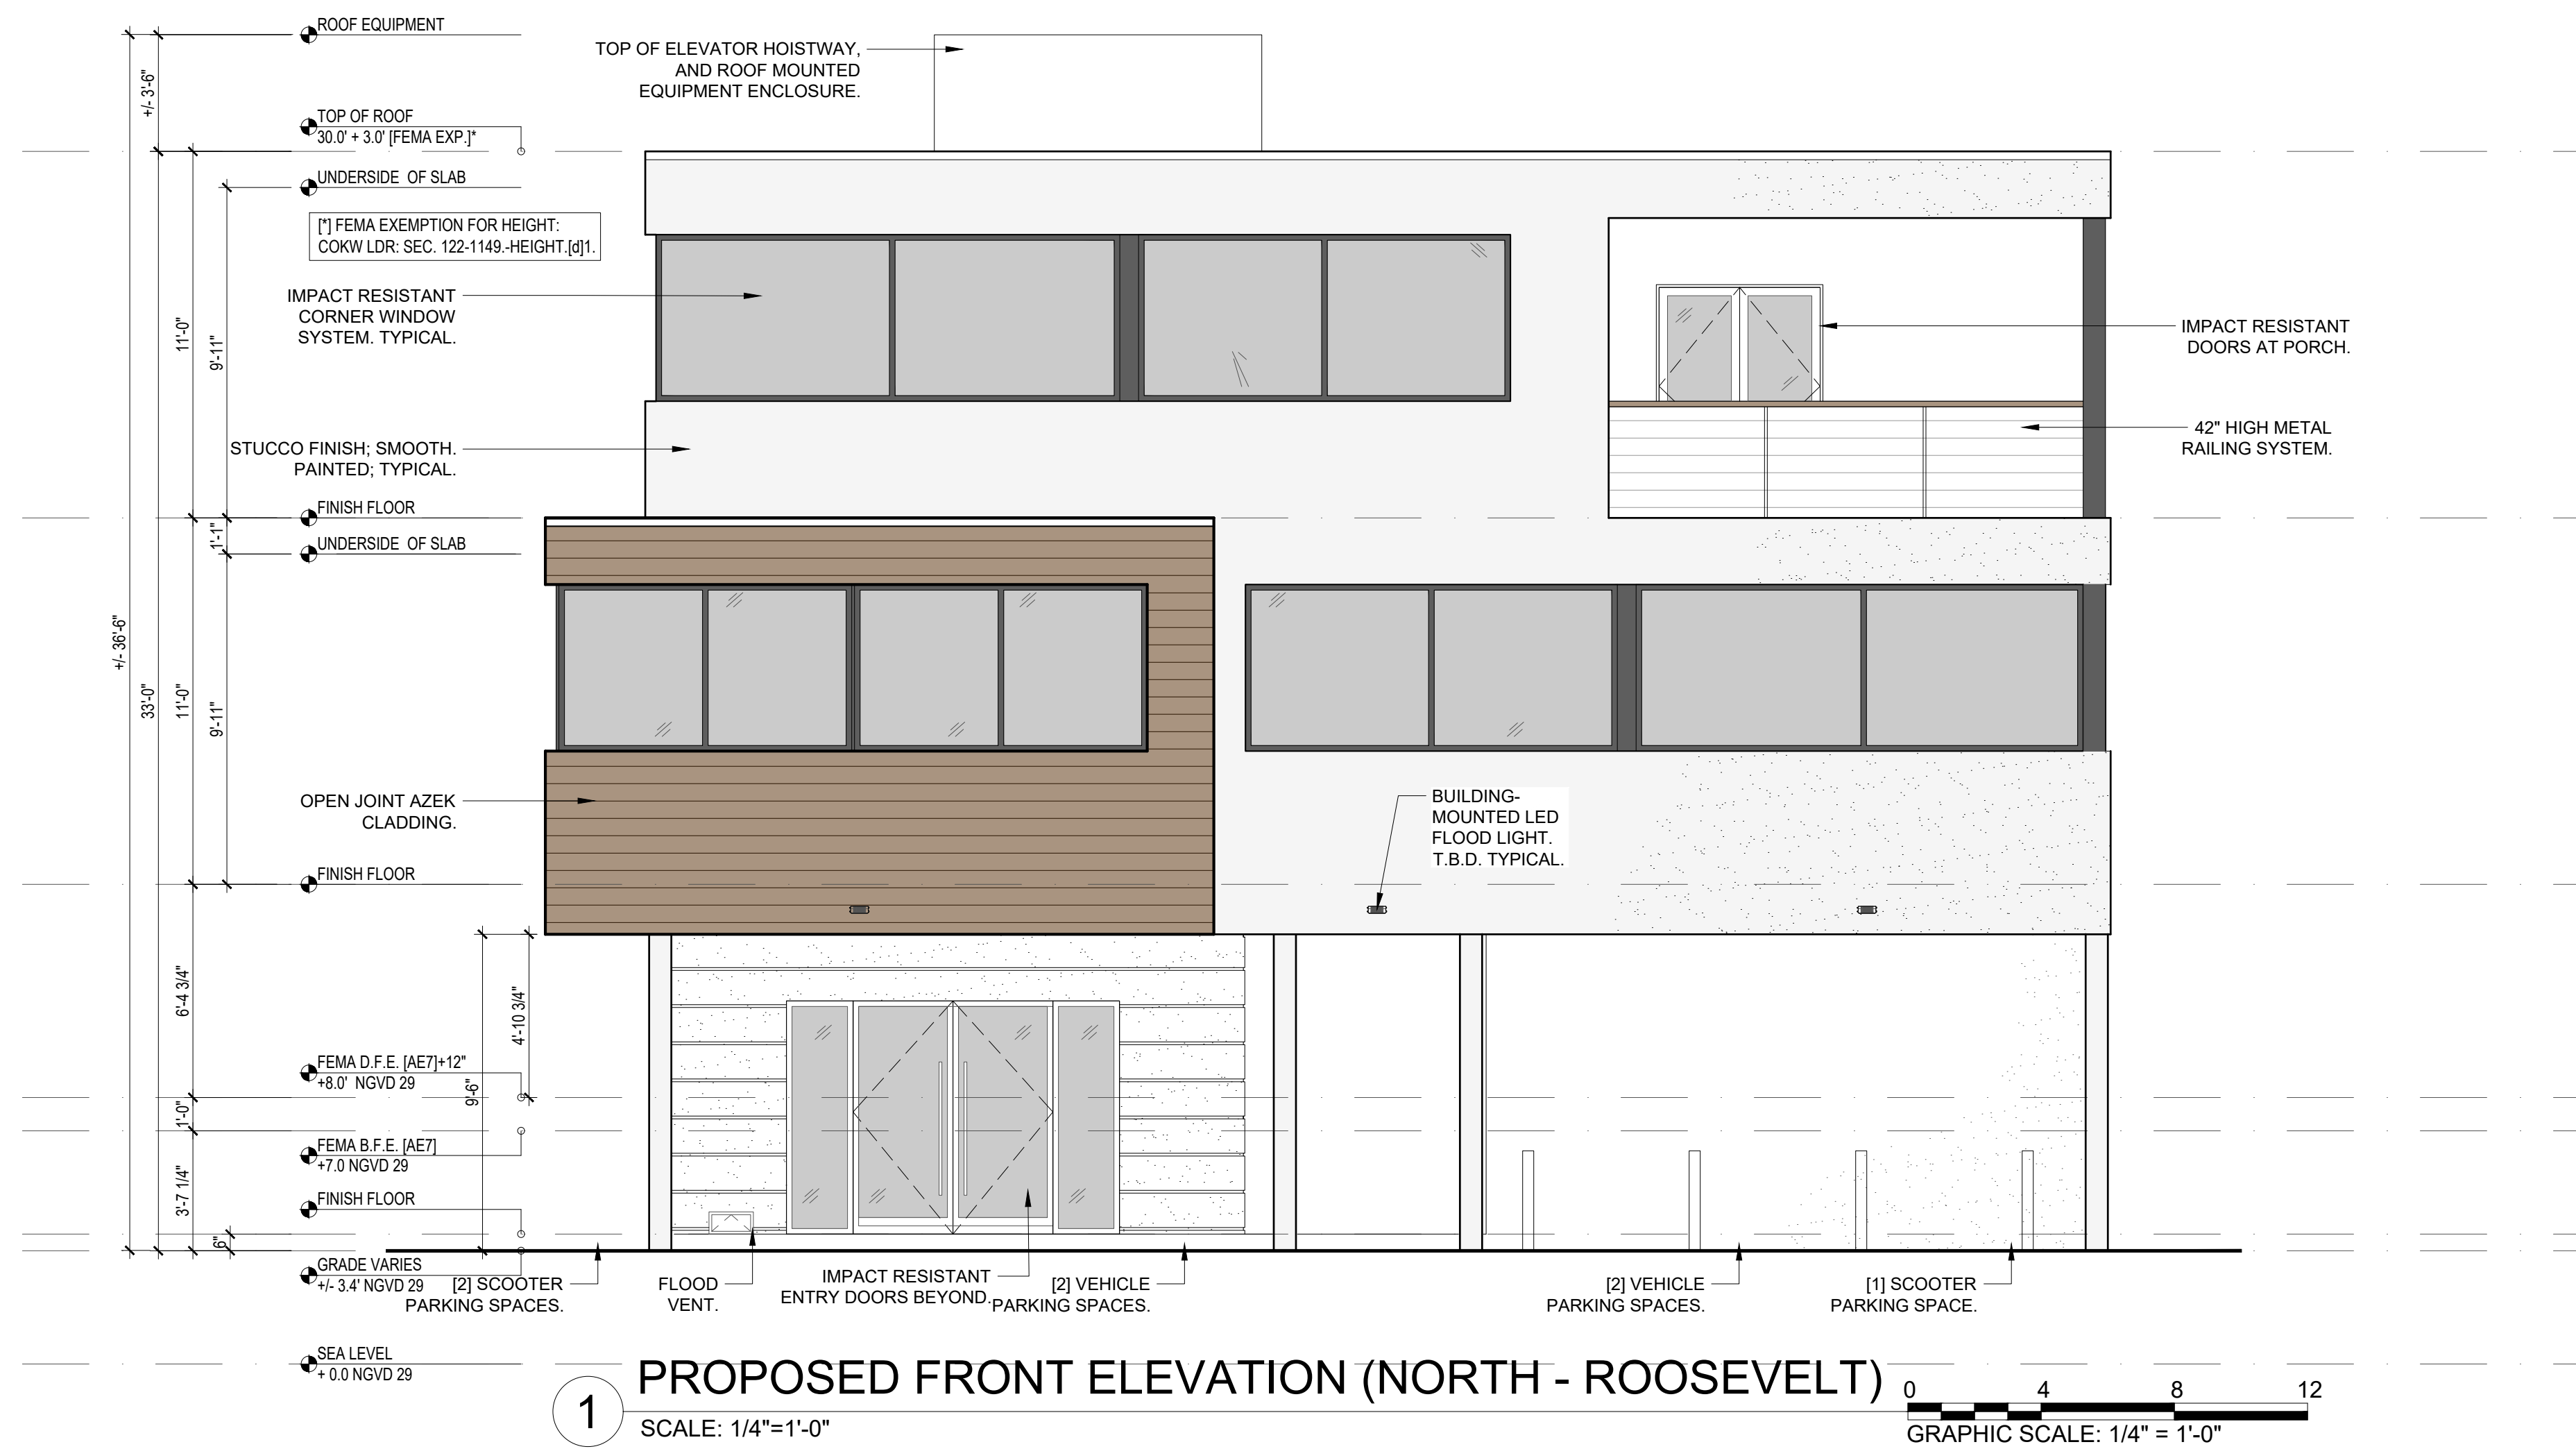 ROOF EQUIPMENT
TOP OF ELEVATOR HOISTWAY,
AND ROOF MOUNTED
EQUIPMENT ENCLOSURE.
+/- 3'-6"
TOP OF ROOF
30.0' + 3.0' [FEMA EXP.]*
UNDERSIDE OF SLAB
[*] FEMA EXEMPTION FOR HEIGHT:
COKW LDR: SEC. 122-1149.-HEIGHT.[d]1.
IMPACT RESISTANT
CORNER WINDOW
SYSTEM. TYPICAL.
11'-0"
9'-11"
IMPACT RESISTANT
DOORS AT PORCH.
STUCCO FINISH; SMOOTH.
PAINTED; TYPICAL.
42" HIGH METAL
RAILING SYSTEM.
FINISH FLOOR
1'-1"
UNDERSIDE OF SLAB
+/- 36'-6"
33'-0"
11'-0"
9'-11"
OPEN JOINT AZEK
CLADDING.
BUILDING-
MOUNTED LED
FLOOD LIGHT.
T.B.D. TYPICAL.
FINISH FLOOR
6'-4 3/4"
4'-10 3/4"
FEMA D.F.E. [AE7]+12"
+8.0' NGVD 29
9'-6"
1'-0"
FEMA B.F.E. [AE7]
+7.0 NGVD 29
3'-7 1/4"
FINISH FLOOR
6"
GRADE VARIES
+/- 3.4' NGVD 29
[2] SCOOTER
PARKING SPACES.
FLOOD
VENT.
IMPACT RESISTANT
ENTRY DOORS BEYOND.
[2] VEHICLE
PARKING SPACES.
[2] VEHICLE
PARKING SPACES.
[1] SCOOTER
PARKING SPACE.
SEA LEVEL
+ 0.0 NGVD 29
1
PROPOSED FRONT ELEVATION (NORTH - ROOSEVELT)
SCALE: 1/4"=1'-0"
0 4 8 12
GRAPHIC SCALE: 1/4" = 1'-0"